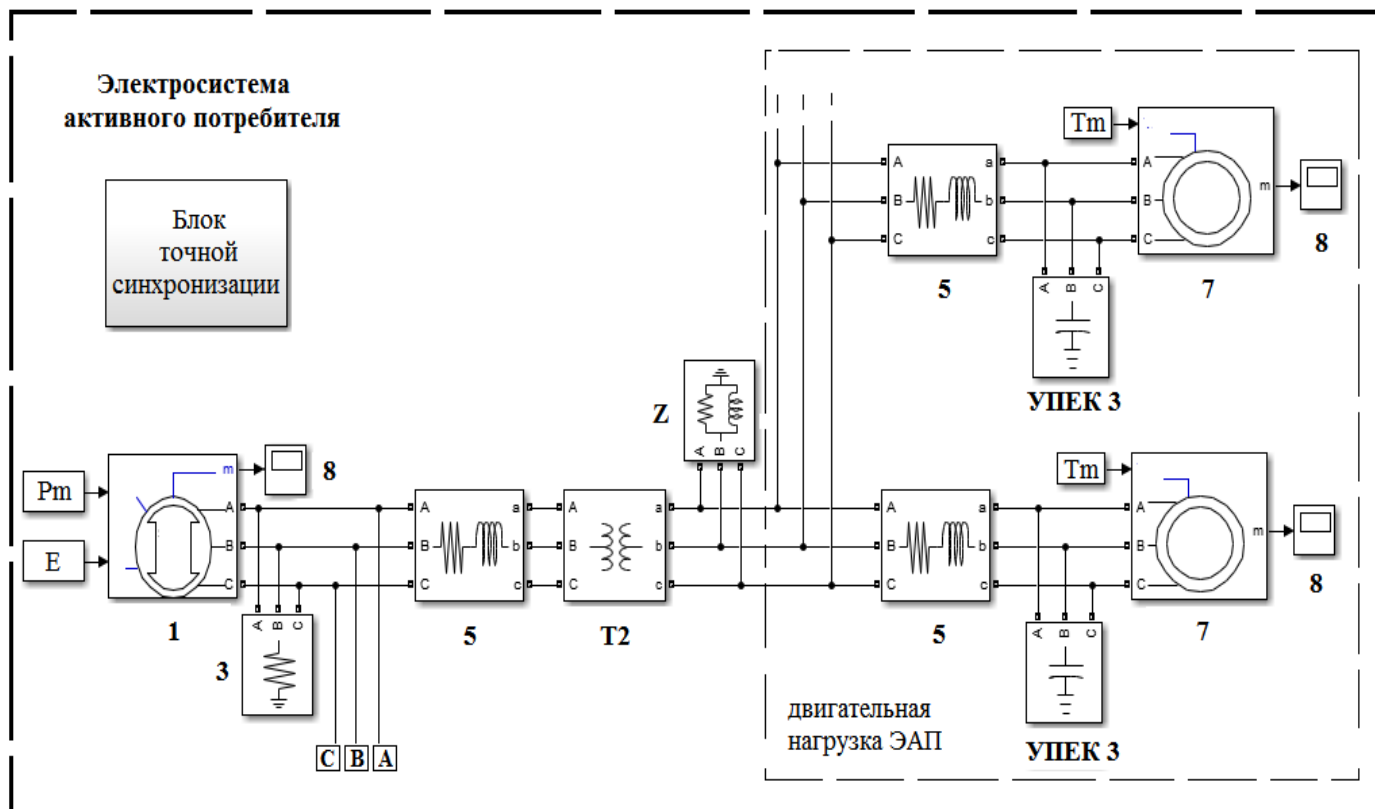 Электросистема
активного потребителя
Блок
точной
синхронизации
Tm
A
B
C
a
b
c
A
B
C
m
8
5
7
A B C
УПЕК 3
Z
A B C
Pm
E
m
A
B
C
8
1
A B C
3
A
B
C
a
b
c
5
A
B
C
a
b
c
T2
A
B
C
a
b
c
5
Tm
A
B
C
m
8
7
A B C
УПЕК 3
C B A
двигательная
нагрузка ЭАП